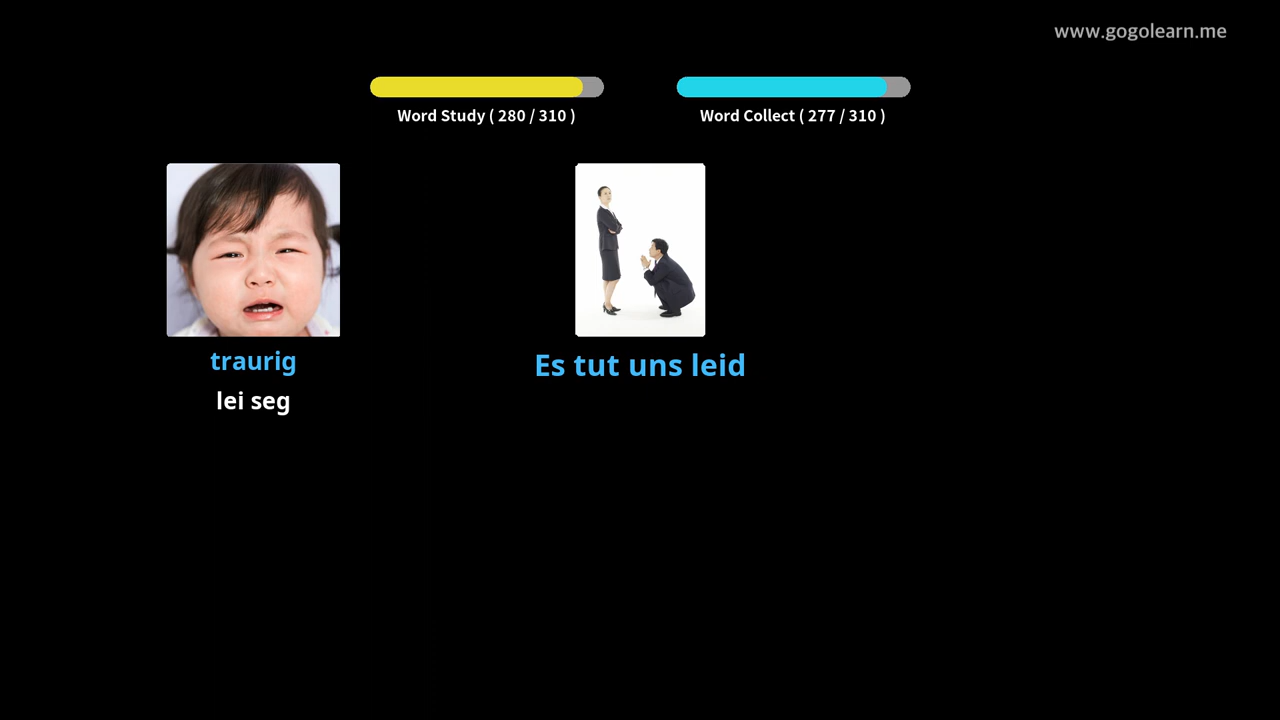 www.gogolearn.me
Word Study ( 280 / 310 )
Word Collect ( 277 / 310 )
traurig
lei seg
Es tut uns leid